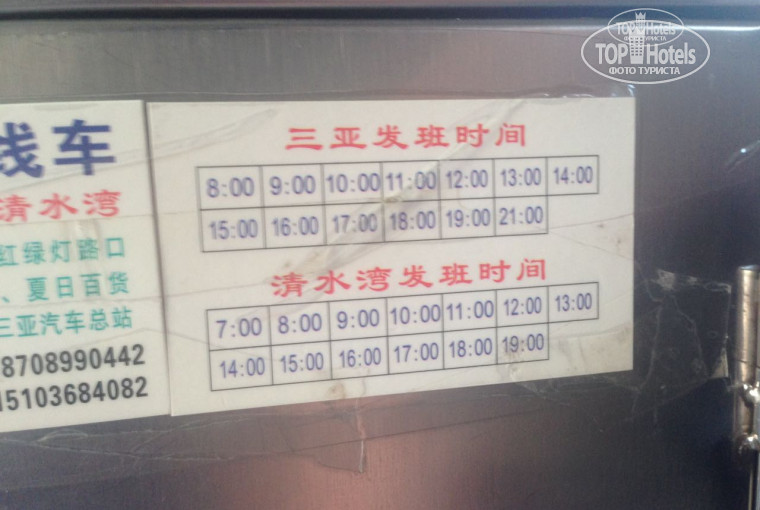 TOP Hotels
ФОТО ТУРИСТА
TOP Hotels
ФОТО ТУРИСТА
线车
清水湾
红绿灯路口
、夏日百货
三亚汽车总站
8708990442
15103684082
三亚发班时间
8:00 9:00 10:00 11:00 12:00 13:00 14:00
15:00 16:00 17:00 18:00 19:00 21:00
清水湾发班时间
7:00 8:00 9:00 10:00 11:00 12:00 13:00
14:00 15:00 16:00 17:00 18:00 19:00